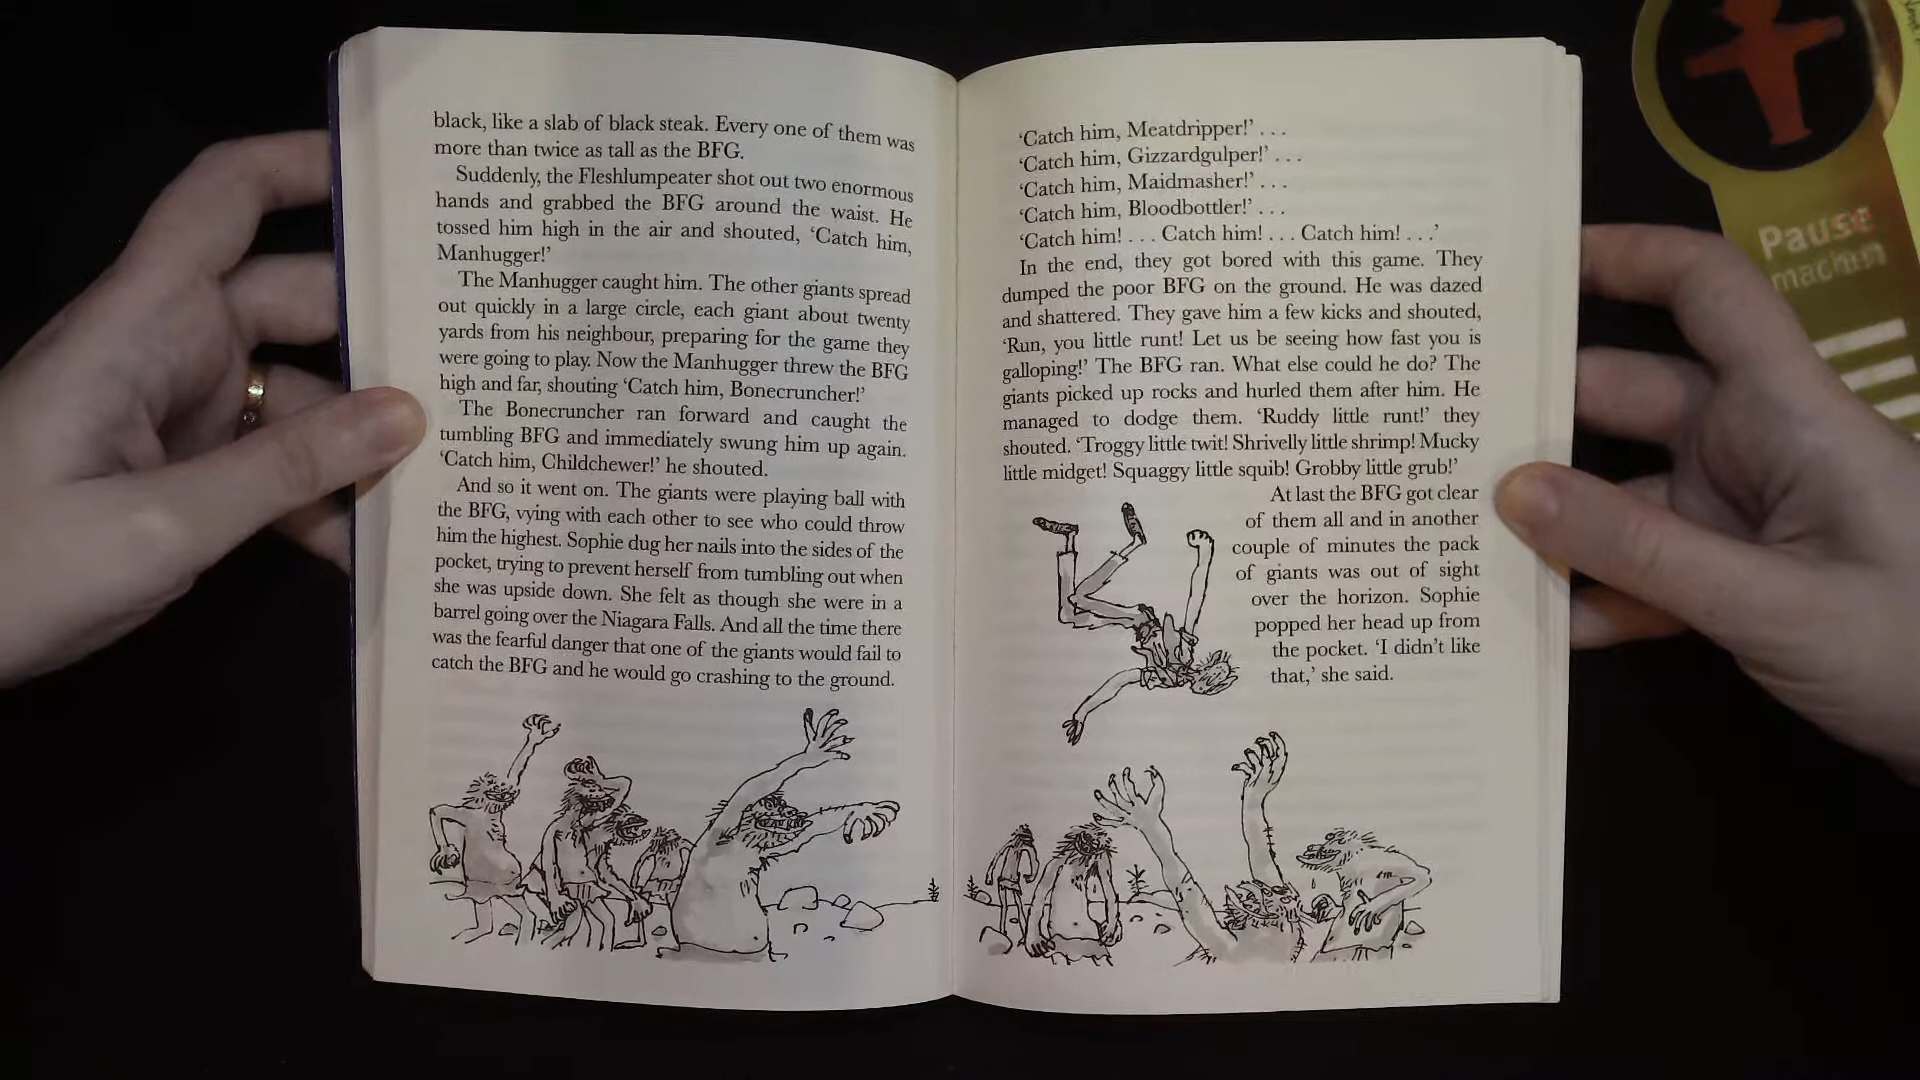 black, like a slab of black steak. Every one of them was
more than twice as tall as the BFG.
Suddenly, the Fleshlumpeater shot out two enormous
hands and grabbed the BFG around the waist. He
tossed him high in the air and shouted, ‘Catch him,
Manhugger!’
The Manhugger caught him. The other giants spread
out quickly in a large circle, each giant about twenty
yards from his neighbour, preparing for the game they
were going to play. Now the Manhugger threw the BFG
high and far, shouting ‘Catch him, Bonecruncher!’
The Bonecruncher ran forward and caught the
tumbling BFG and immediately swung him up again.
‘Catch him, Childchewer!’ he shouted.
And so it went on. The giants were playing ball with
the BFG, vying with each other to see who could throw
him the highest. Sophie dug her nails into the sides of the
pocket, trying to prevent herself from tumbling out when
she was upside down. She felt as though she were in a
barrel going over the Niagara Falls. And all the time there
was the fearful danger that one of the giants would fail to
catch the BFG and he would go crashing to the ground.
‘Catch him, Meatdripper!’ . . .
‘Catch him, Gizzardgulper!’ . . .
‘Catch him, Maidmasher!’ . . .
‘Catch him, Bloodbottler!’ . . .
‘Catch him! . . . Catch him! . . . Catch him! . . .’
In the end, they got bored with this game. They
dumped the poor BFG on the ground. He was dazed
and shattered. They gave him a few kicks and shouted,
‘Run, you little runt! Let us be seeing how fast you is
galloping!’ The BFG ran. What else could he do? The
giants picked up rocks and hurled them after him. He
managed to dodge them. ‘Ruddy little runt!’ they
shouted. ‘Troggy little twit! Shrivelly little shrimp! Mucky
little midget! Squaggy little squib! Grobby little grub!’
At last the BFG got clear
of them all and in another
couple of minutes the pack
of giants was out of sight
over the horizon. Sophie
popped her head up from
the pocket. ‘I didn’t like
that,’ she said.
Pause
machen